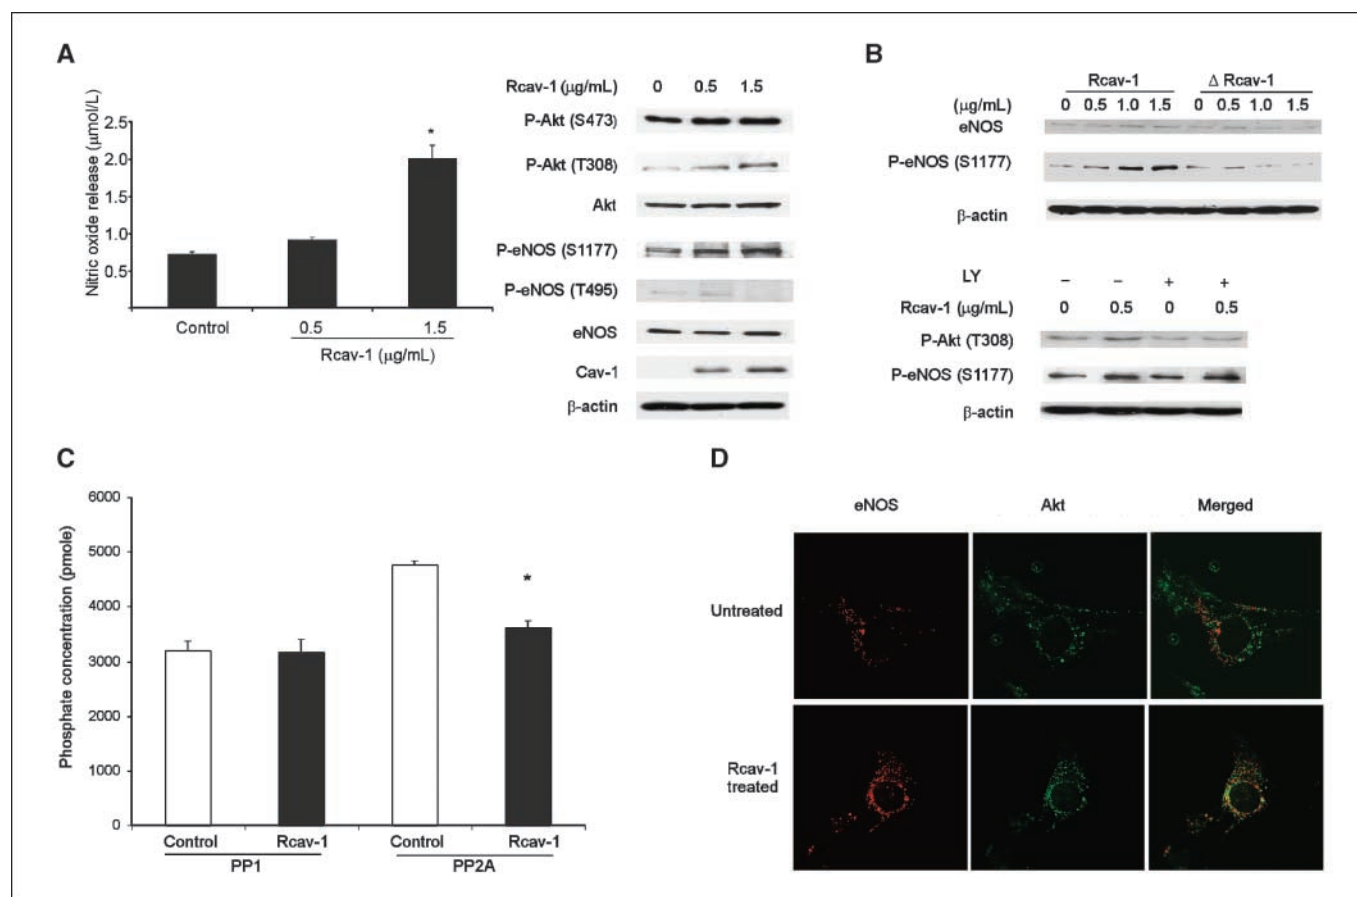 A
Nitric oxide release (μmol/L)
2.5
2.0
1.5
1.0
0.5
*
Control
0.5
1.5
Rcav-1 (μg/mL)
Rcav-1 (μg/mL) 0 0.5 1.5
P-Akt (S473)
P-Akt (T308)
Akt
P-eNOS (S1177)
P-eNOS (T495)
eNOS
Cav-1
β-actin
B
Rcav-1 Δ Rcav-1
(μg/mL) 0 0.5 1.0 1.5 0 0.5 1.0 1.5
eNOS
P-eNOS (S1177)
β-actin
LY – – + +
Rcav-1 (μg/mL) 0 0.5 0 0.5
P-Akt (T308)
P-eNOS (S1177)
β-actin
C
Phosphate concentration (pmole)
6000
5000
4000
3000
2000
1000
0
*
Control Rcav-1 Control Rcav-1
PP1 PP2A
D
eNOS Akt Merged
Untreated
Rcav-1
treated